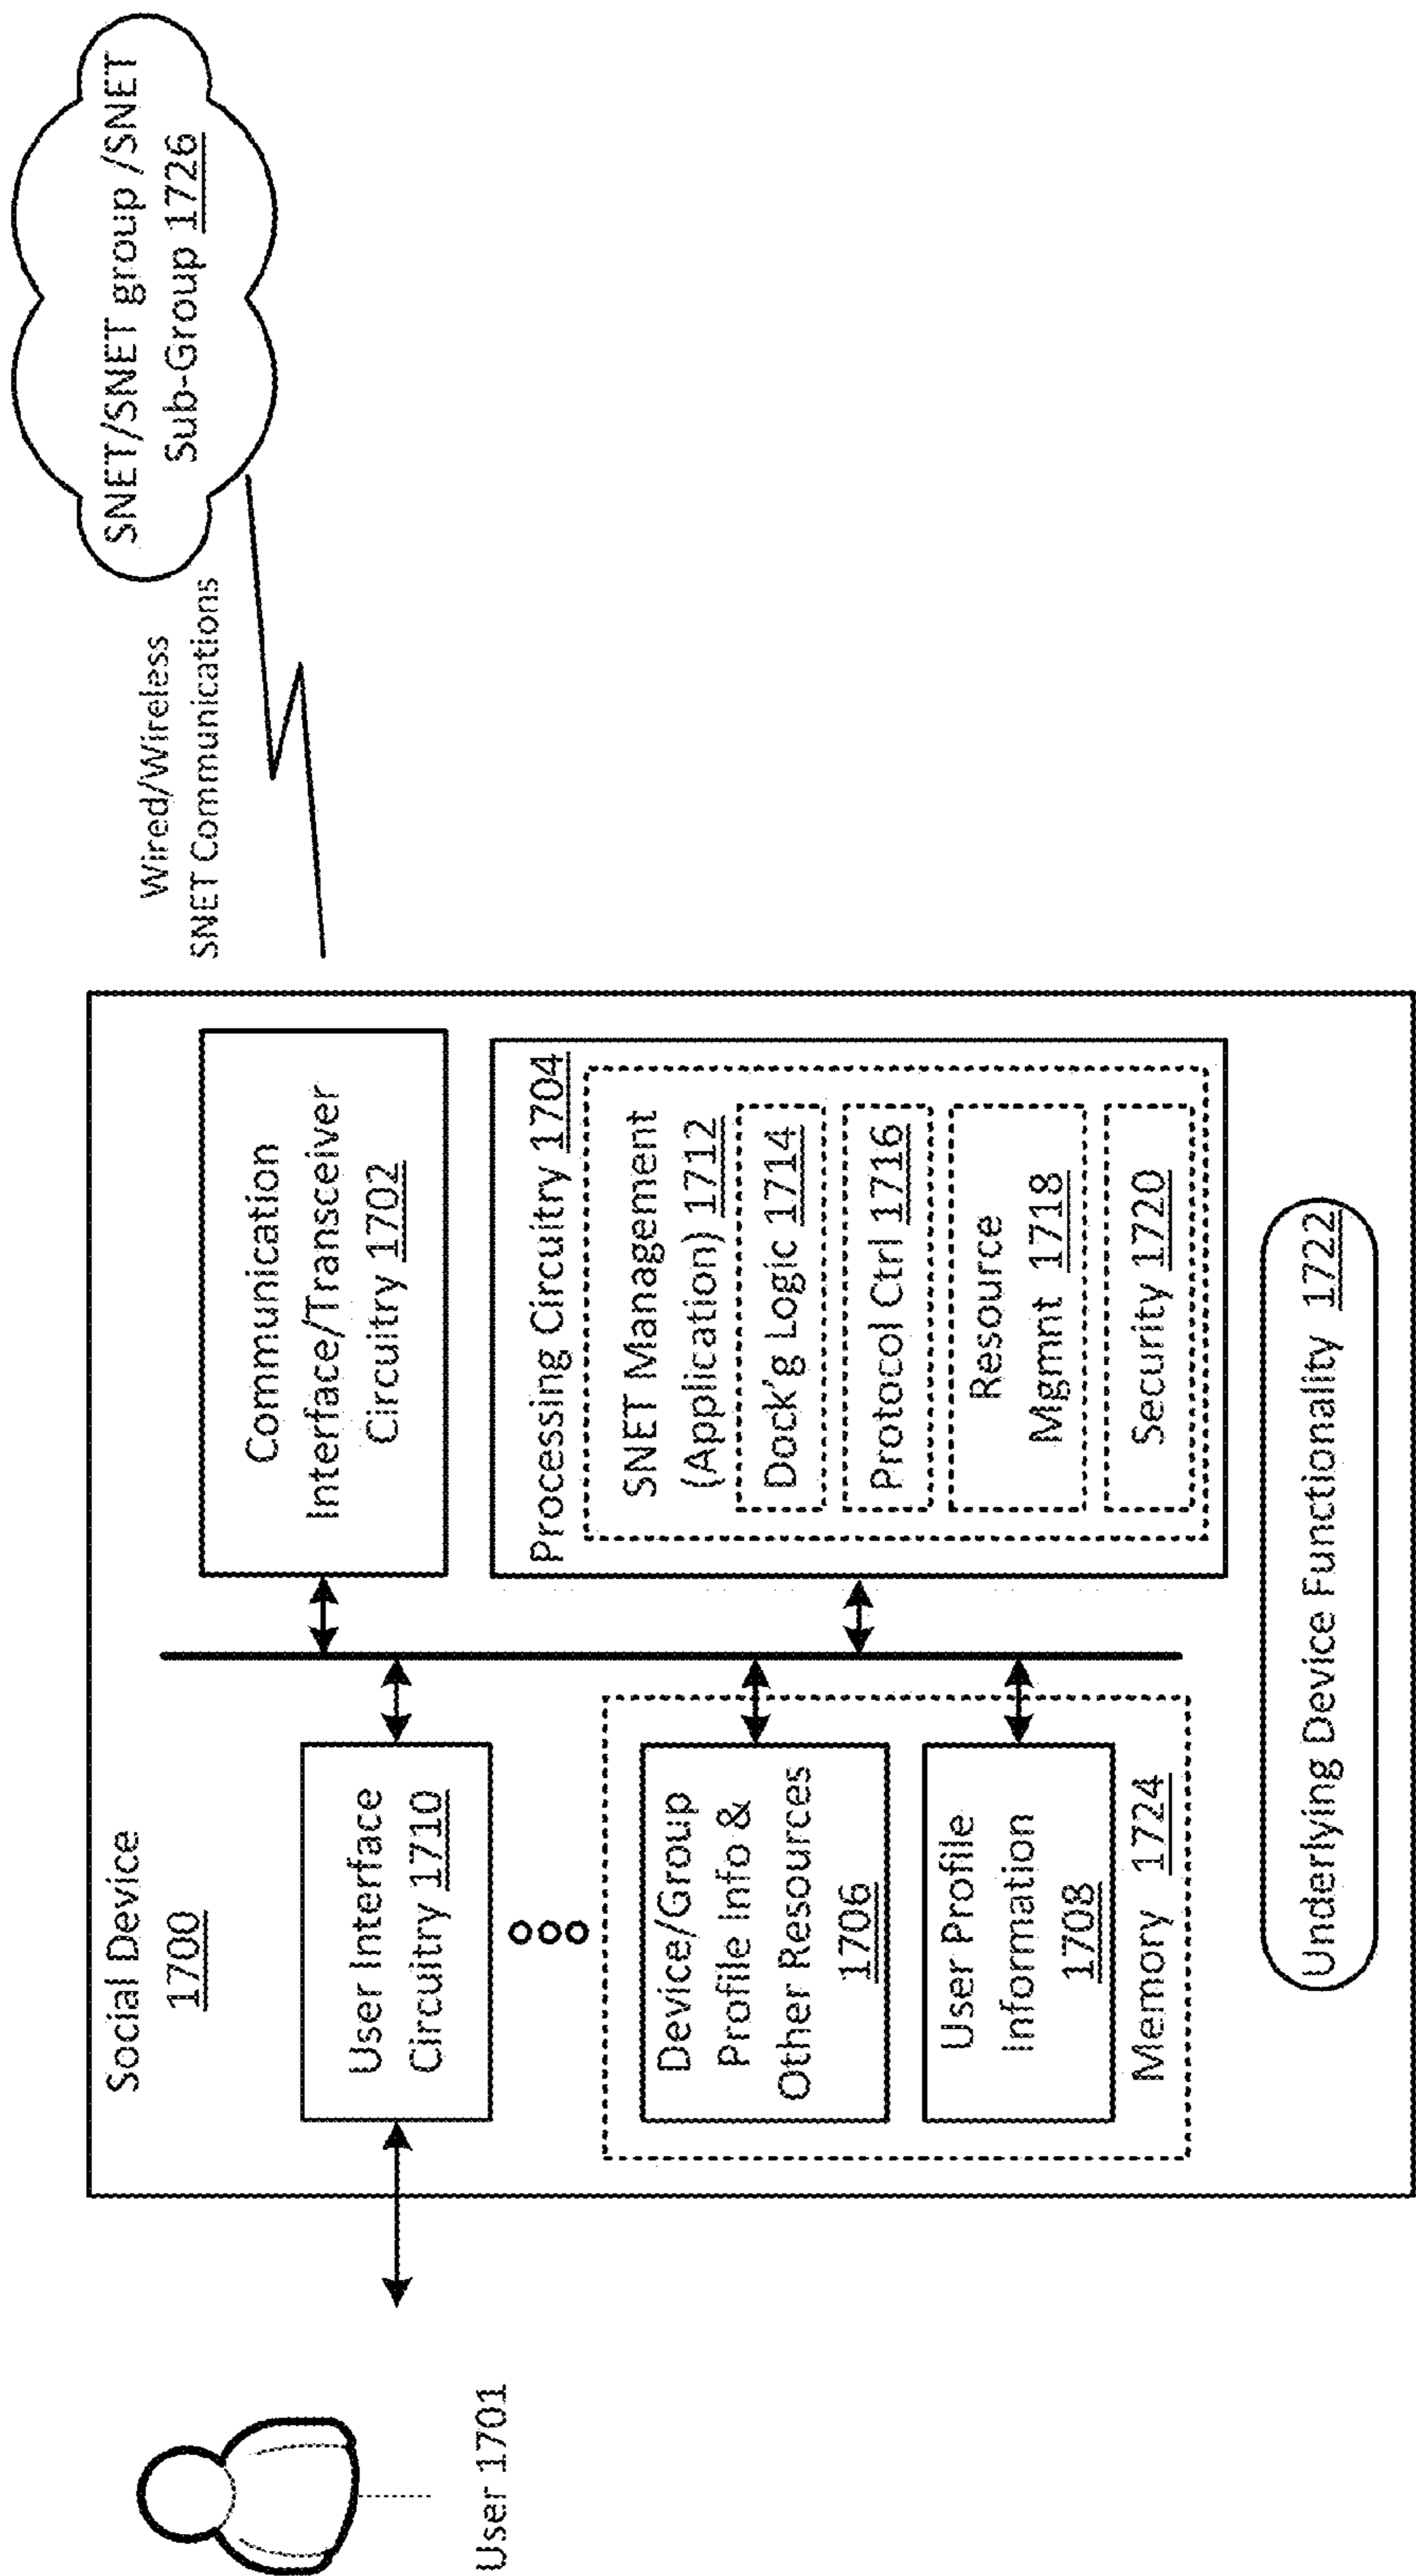 SNET/SNET group /SNET
Sub-Group 1726
Wired/Wireless
SNET Communications
Social Device
1700
Communication
Interface/Transceiver
Circuitry 1702
Processing Circuitry 1704
SNET Management
(Application) 1712
Dock'g Logic 1714
Protocol Ctrl 1716
Resource
Mgmnt 1718
Security 1720
User Interface
Circuitry 1710
Device/Group
Profile Info &
Other Resources
1706
User Profile
Information
1708
Memory 1724
Underlying Device Functionality 1722
User 1701